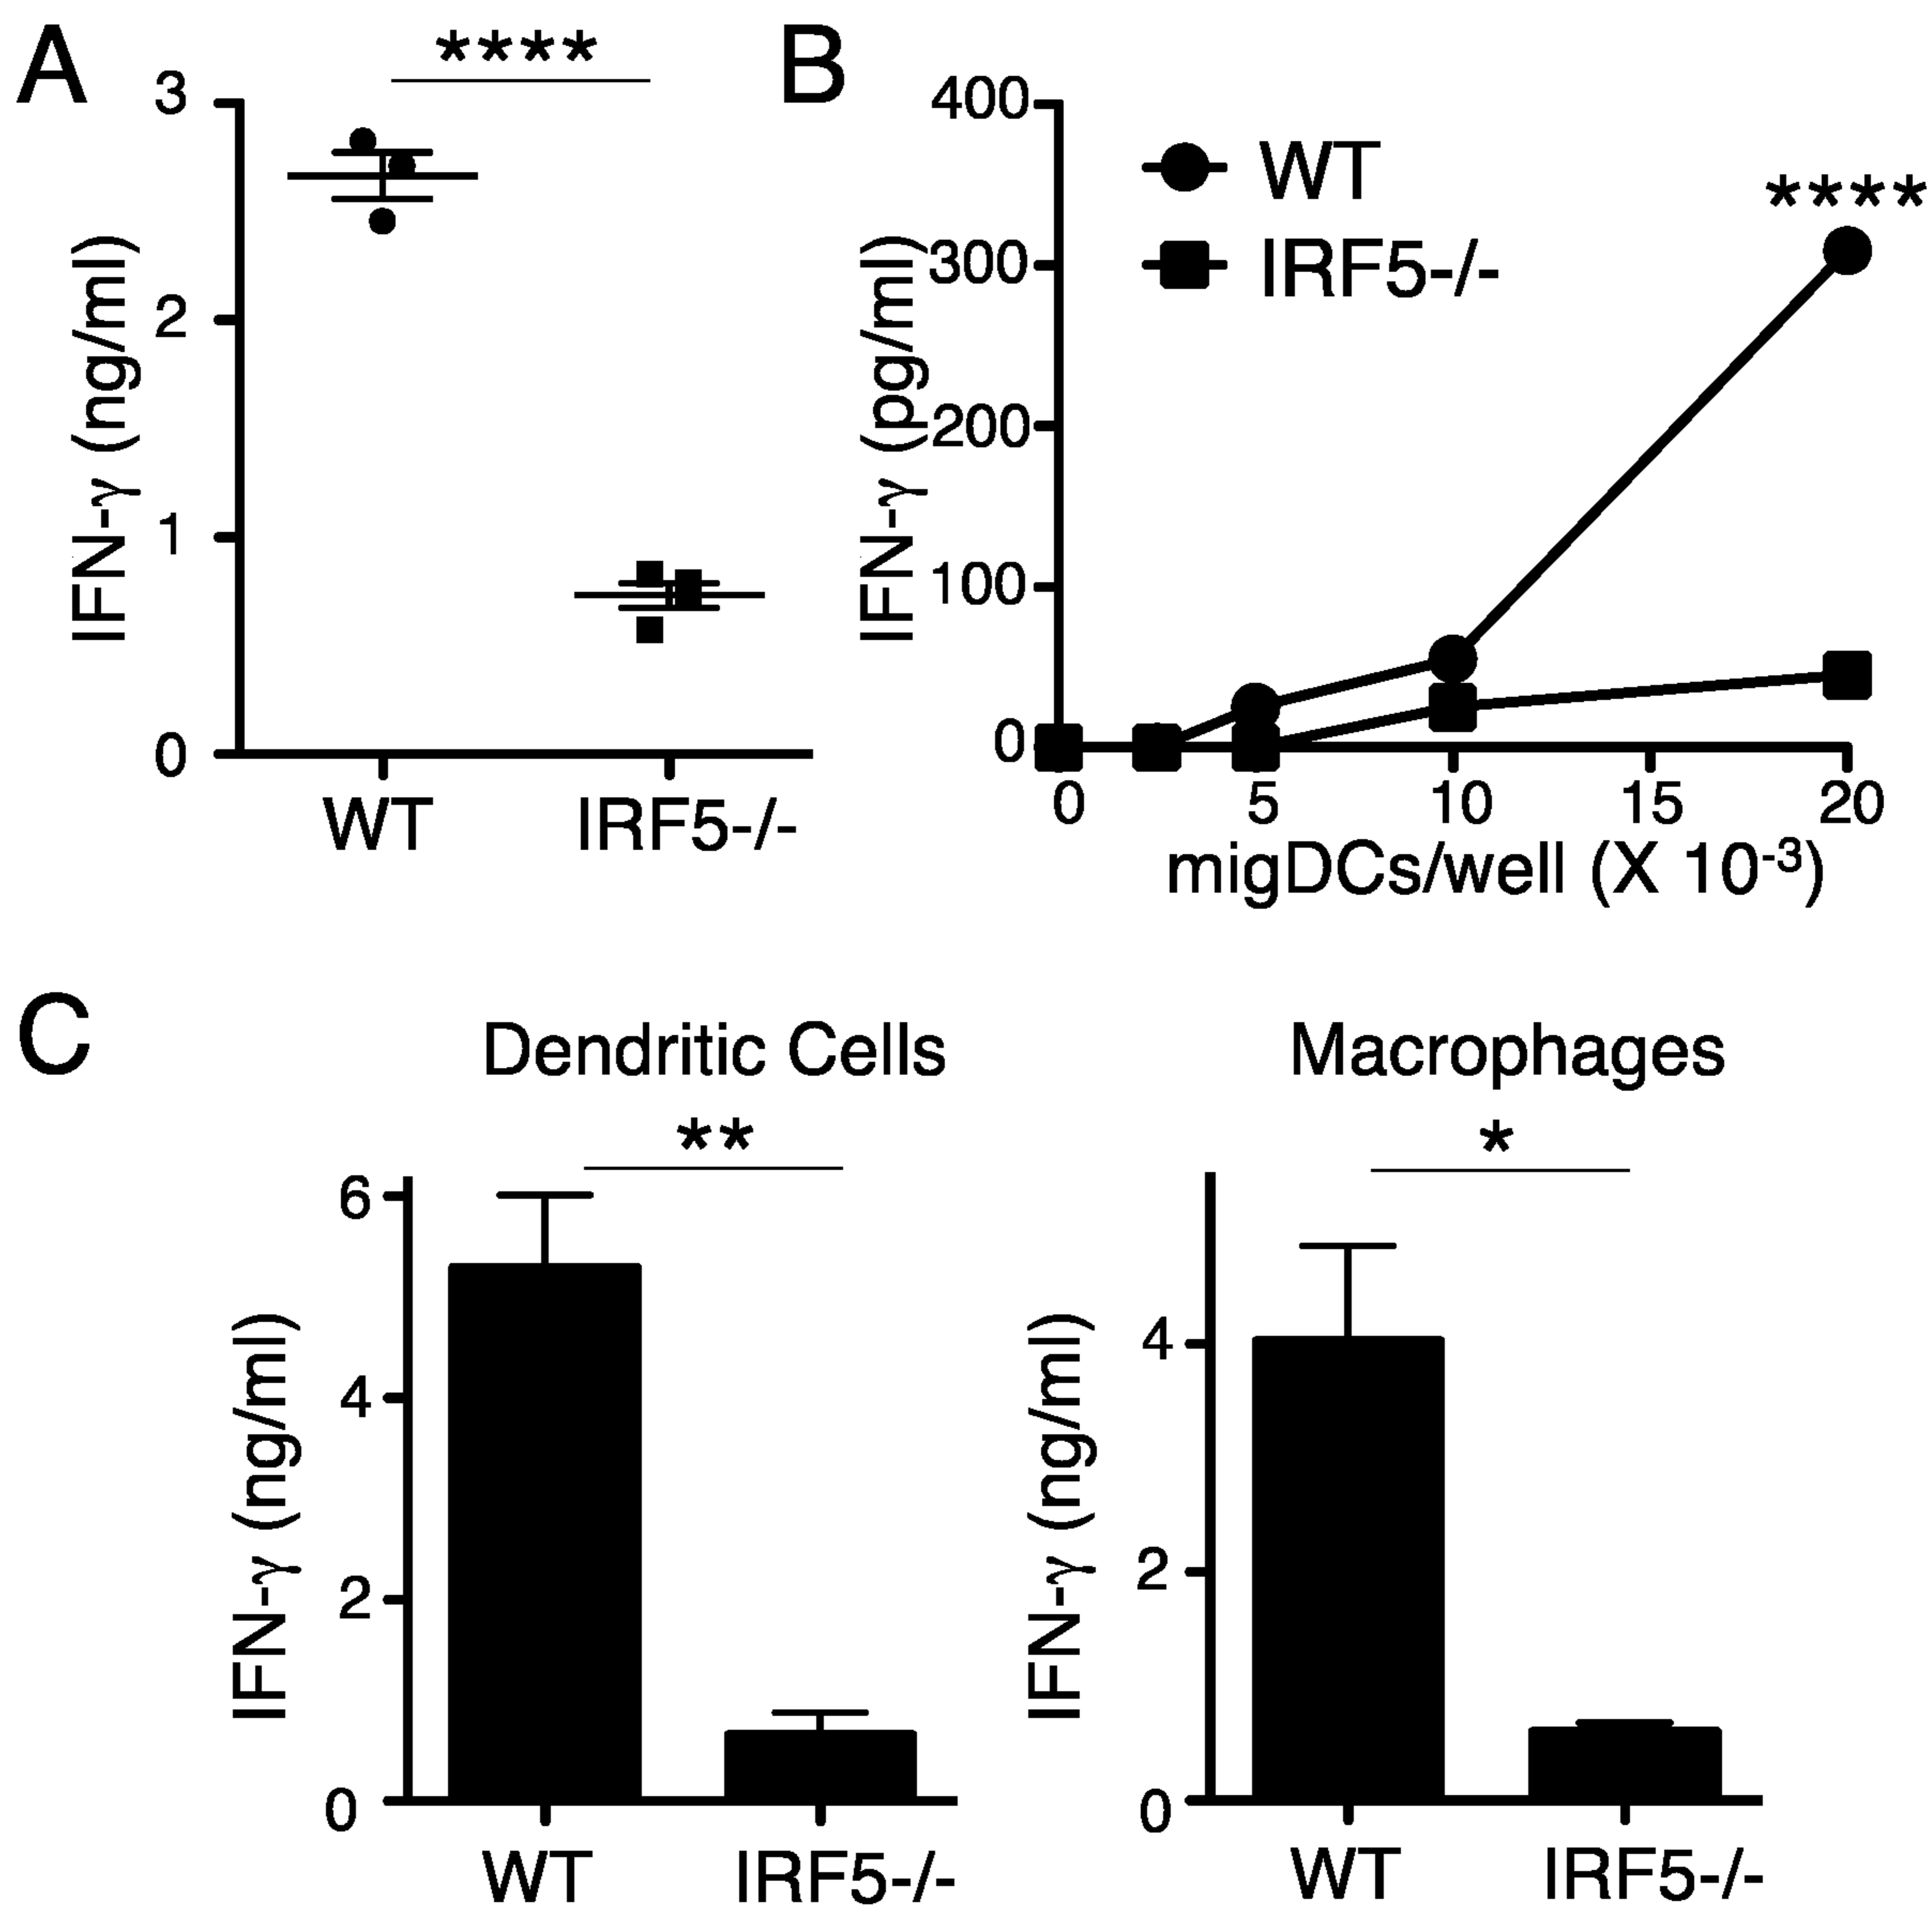 A
****
3
2
1
0
IFN-γ (ng/ml)
WT
IRF5-/-
B
400
300
200
100
0
IFN-γ (pg/ml)
WT
IRF5-/-
****
0
5
10
15
20
migDCs/well (X 10⁻³)
C
Dendritic Cells
**
6
4
2
0
IFN-γ (ng/ml)
WT
IRF5-/-
Macrophages
*
4
2
0
IFN-γ (ng/ml)
WT
IRF5-/-